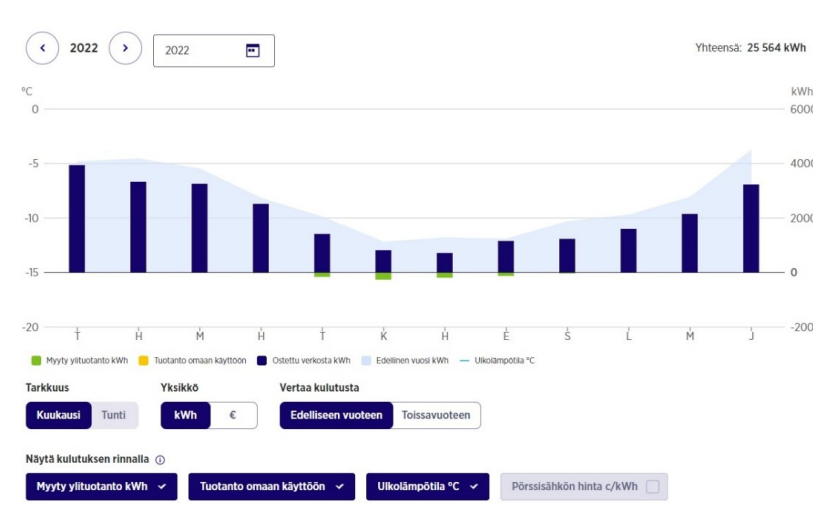 2022
2022
Yhteensä: 25 564 kWh
°C
kWh
0
6000
-5
4000
-10
2000
-15
0
-20
-200
T H M H T K H E S L M J
Myyty ylituotanto kWh Tuotanto omaan käyttöön Ostettu verkosta kWh Edellinen vuosi kWh Ulkolämpötila °C
Tarkkuus Yksikkö Vertaa kulutusta
Kuukausi Tunti kWh € Edelliseen vuoteen Toissavuoteen
Näytä kulutuksen rinnalla
Myyty ylituotanto kWh Tuotanto omaan käyttöön Ulkolämpötila °C Pörssisähkön hinta c/kWh